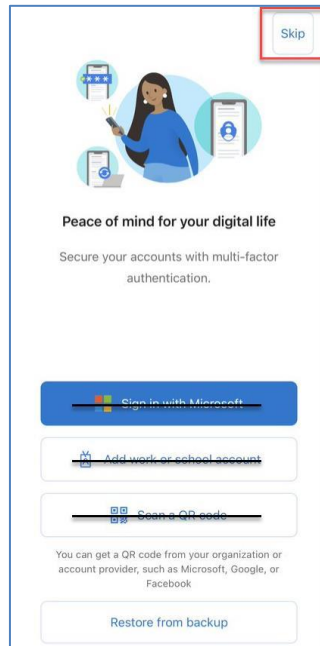 Skip
Peace of mind for your digital life
Secure your accounts with multi-factor
authentication.
Sign in with Microsoft
Add work or school account
Scan a QR code
You can get a QR code from your organization or
account provider, such as Microsoft, Google, or
Facebook
Restore from backup